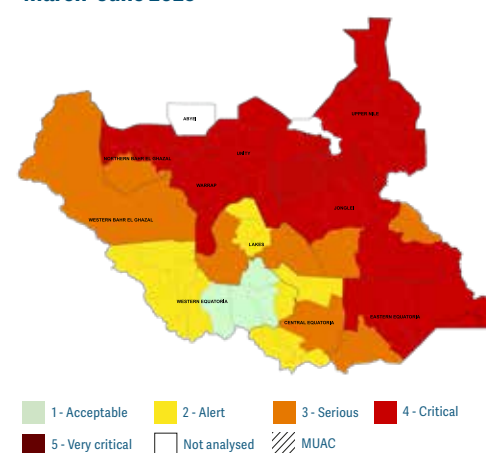 March–June 2023
ABYEI
UPPER NILE
UNITY
NORTHERN BAHR EL GHAZAL
WARRAP
JONGLEI
WESTERN BAHR EL GHAZAL
LAKES
WESTERN EQUATORIA
CENTRAL EQUATORIA
EASTERN EQUATORIA
1 - Acceptable
2 - Alert
3 - Serious
4 - Critical
5 - Very critical
Not analysed
MUAC